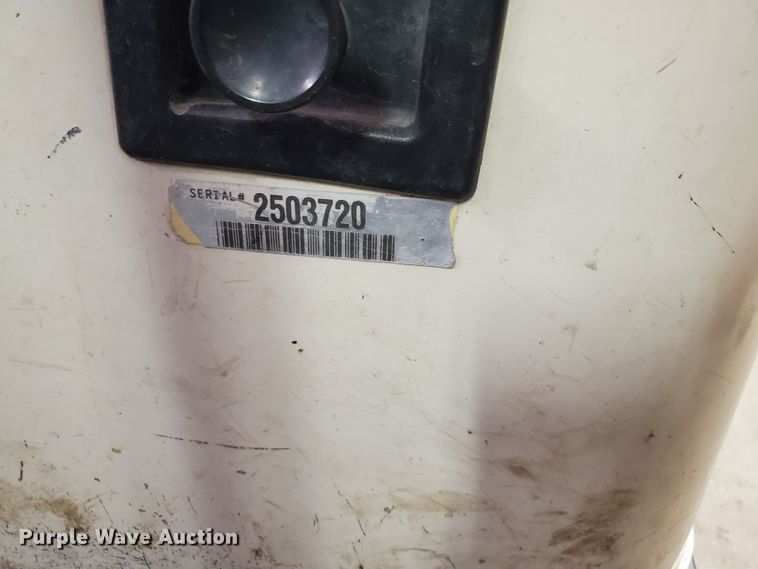 SERIAL# 2503720
Purple Wave Auction